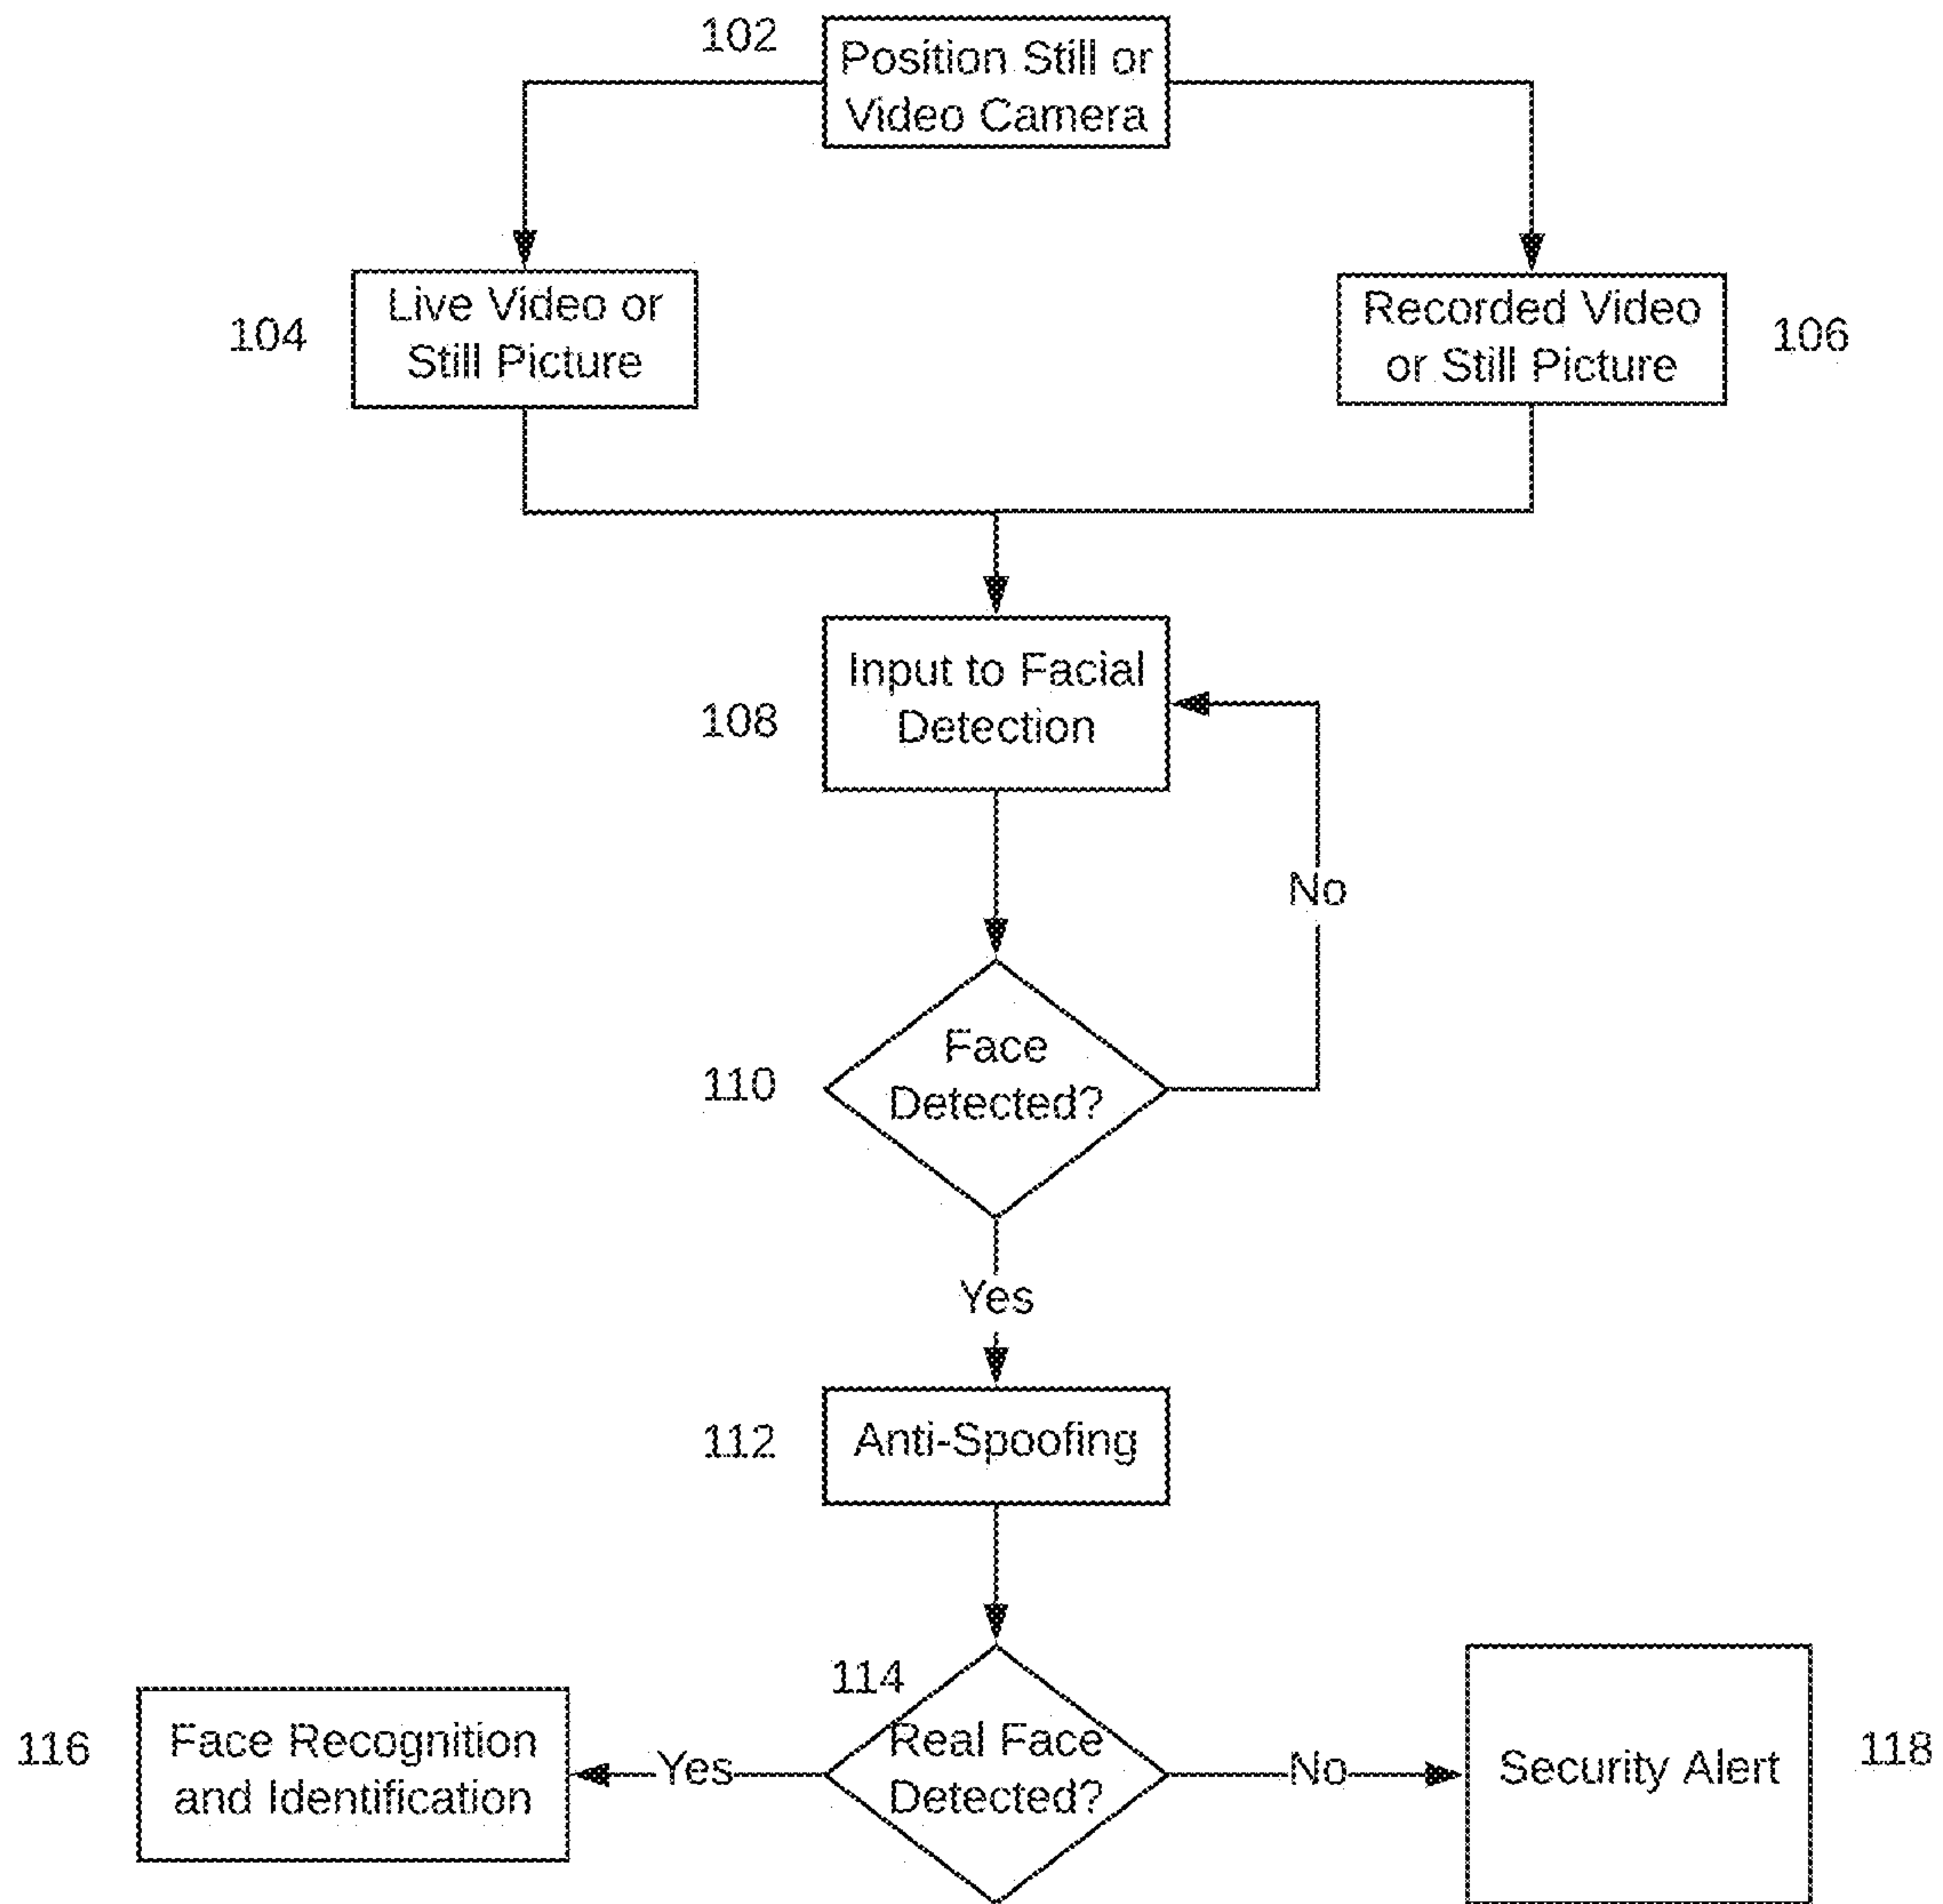 102
Position Still or
Video Camera
104
Live Video or
Still Picture
Recorded Video
or Still Picture
106
108
Input to Facial
Detection
No
110
Face
Detected?
Yes
112
Anti-Spoofing
114
116
Face Recognition
and Identification
Yes
Real Face
Detected?
No
Security Alert
118